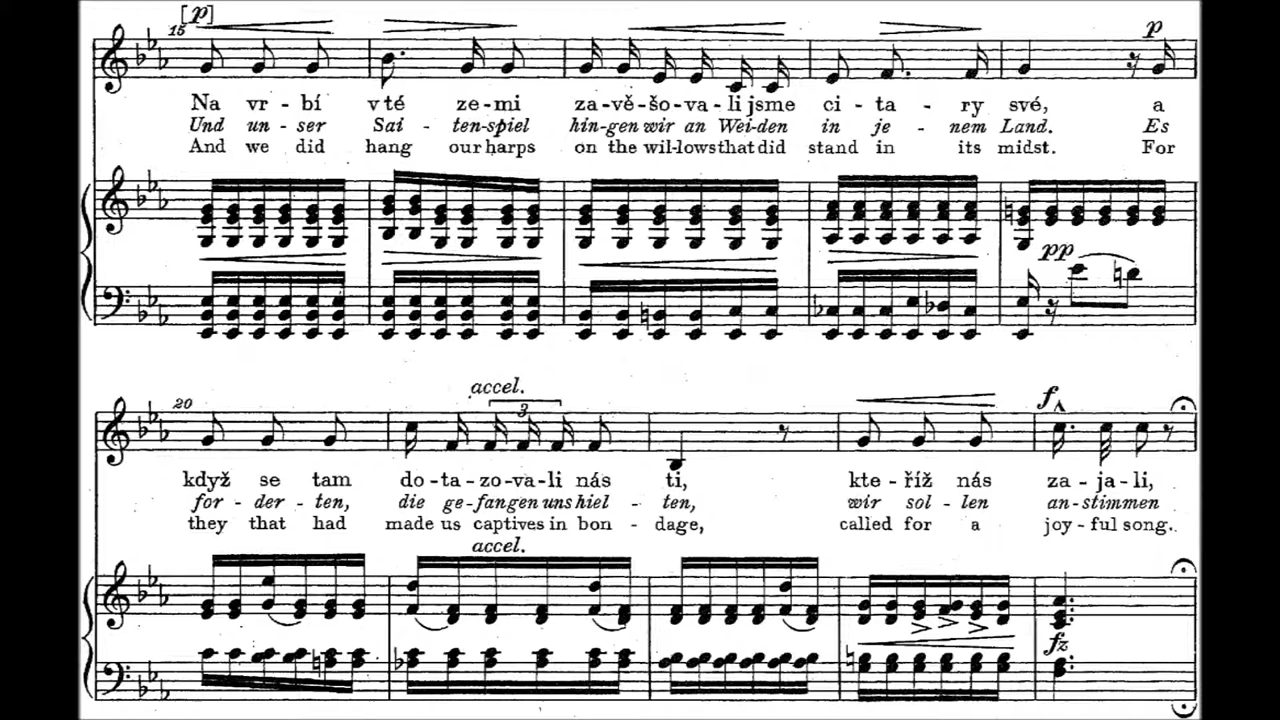 [p] p
15
Na vr - bí v té ze - mi za - vě - šo - va - li jsme ci - ta - ry své, a
Und un - ser Sai - ten - spiel hin - gen wir an Wei - den in je - nem Land. Es
And we did hang our harps on the wil - lows that did stand in its midst. For
pp
accel.
20 3 f
když se tam do - ta - zo - va - li nás ti, kte - říž nás za - ja - li,
for - der - ten, die ge - fangen uns hiel - ten, wir sol - len an - stimmen
they that had made us captives in bon - dage, called for a joy - ful song.
accel.
fz